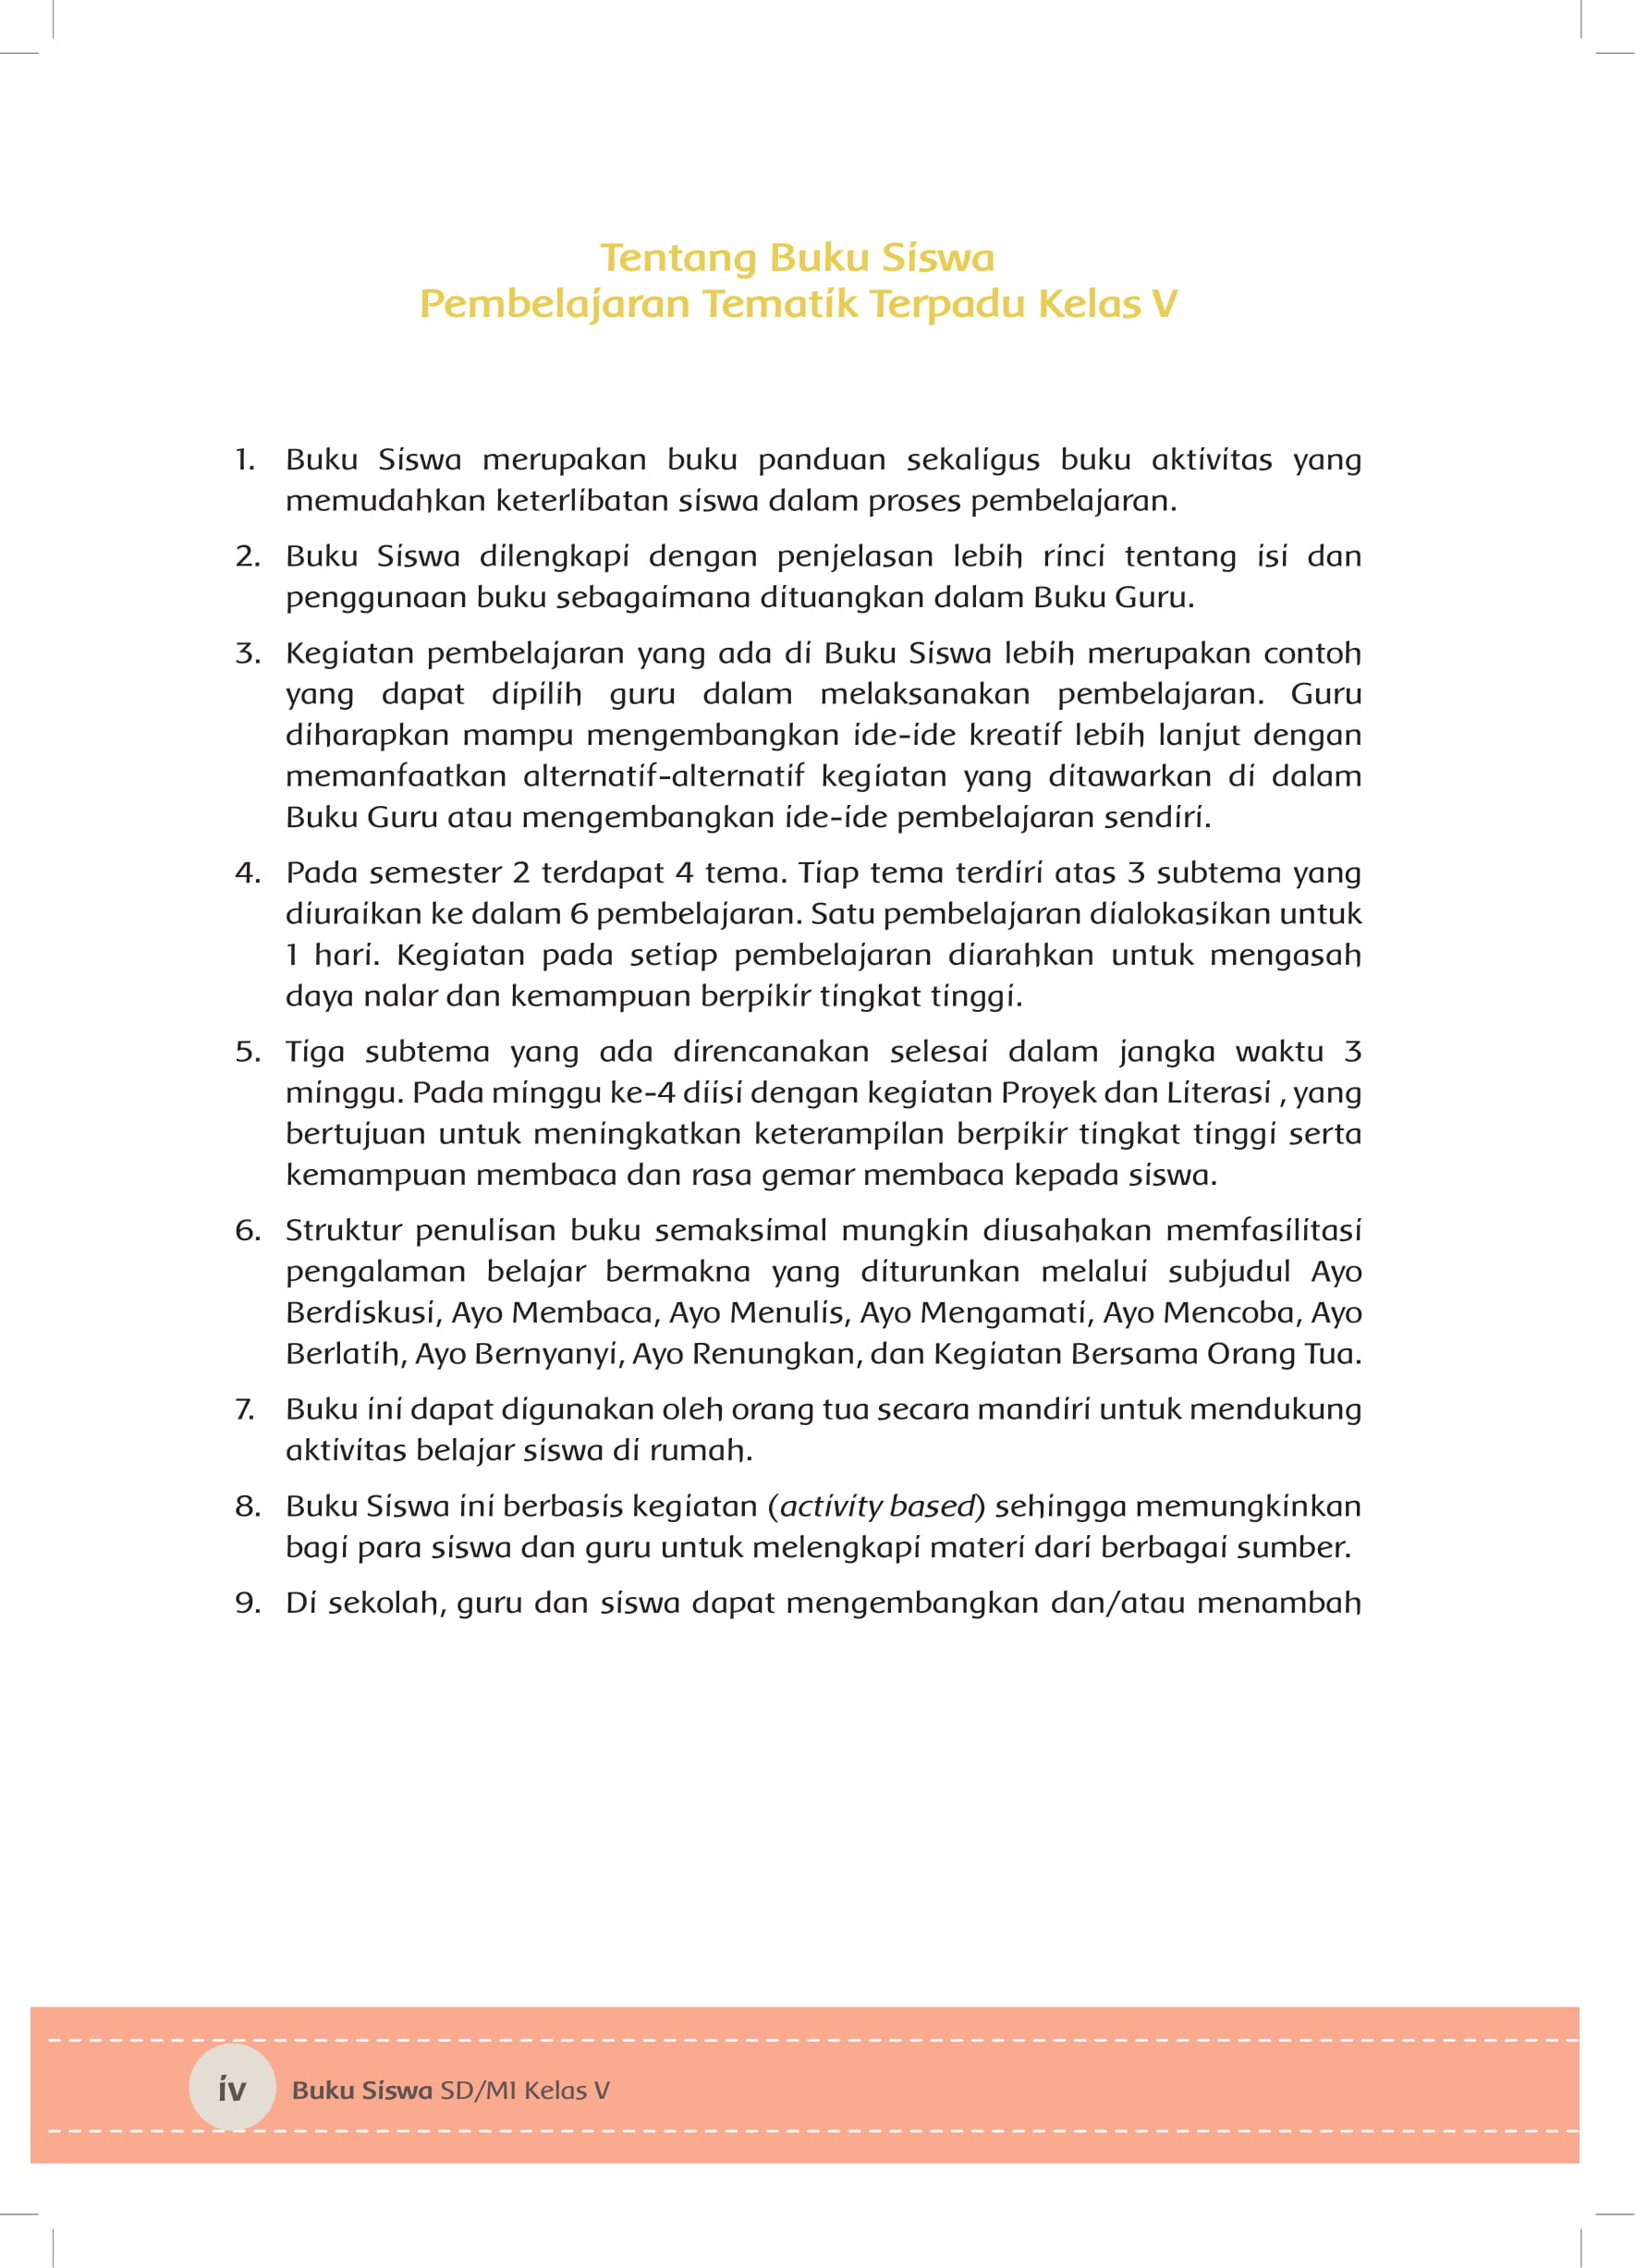 Tentang Buku Siswa
Pembelajaran Tematik Terpadu Kelas V
1. Buku Siswa merupakan buku panduan sekaligus buku aktivitas yang
memudahkan keterlibatan siswa dalam proses pembelajaran.
2. Buku Siswa dilengkapi dengan penjelasan lebih rinci tentang isi dan
penggunaan buku sebagaimana dituangkan dalam Buku Guru.
3. Kegiatan pembelajaran yang ada di Buku Siswa lebih merupakan contoh
yang dapat dipilih guru dalam melaksanakan pembelajaran. Guru
diharapkan mampu mengembangkan ide-ide kreatif lebih lanjut dengan
memanfaatkan alternatif-alternatif kegiatan yang ditawarkan di dalam
Buku Guru atau mengembangkan ide-ide pembelajaran sendiri.
4. Pada semester 2 terdapat 4 tema. Tiap tema terdiri atas 3 subtema yang
diuraikan ke dalam 6 pembelajaran. Satu pembelajaran dialokasikan untuk
1 hari. Kegiatan pada setiap pembelajaran diarahkan untuk mengasah
daya nalar dan kemampuan berpikir tingkat tinggi.
5. Tiga subtema yang ada direncanakan selesai dalam jangka waktu 3
minggu. Pada minggu ke-4 diisi dengan kegiatan Proyek dan Literasi , yang
bertujuan untuk meningkatkan keterampilan berpikir tingkat tinggi serta
kemampuan membaca dan rasa gemar membaca kepada siswa.
6. Struktur penulisan buku semaksimal mungkin diusahakan memfasilitasi
pengalaman belajar bermakna yang diturunkan melalui subjudul Ayo
Berdiskusi, Ayo Membaca, Ayo Menulis, Ayo Mengamati, Ayo Mencoba, Ayo
Berlatih, Ayo Bernyanyi, Ayo Renungkan, dan Kegiatan Bersama Orang Tua.
7. Buku ini dapat digunakan oleh orang tua secara mandiri untuk mendukung
aktivitas belajar siswa di rumah.
8. Buku Siswa ini berbasis kegiatan (activity based) sehingga memungkinkan
bagi para siswa dan guru untuk melengkapi materi dari berbagai sumber.
9. Di sekolah, guru dan siswa dapat mengembangkan dan/atau menambah
iv Buku Siswa SD/MI Kelas V